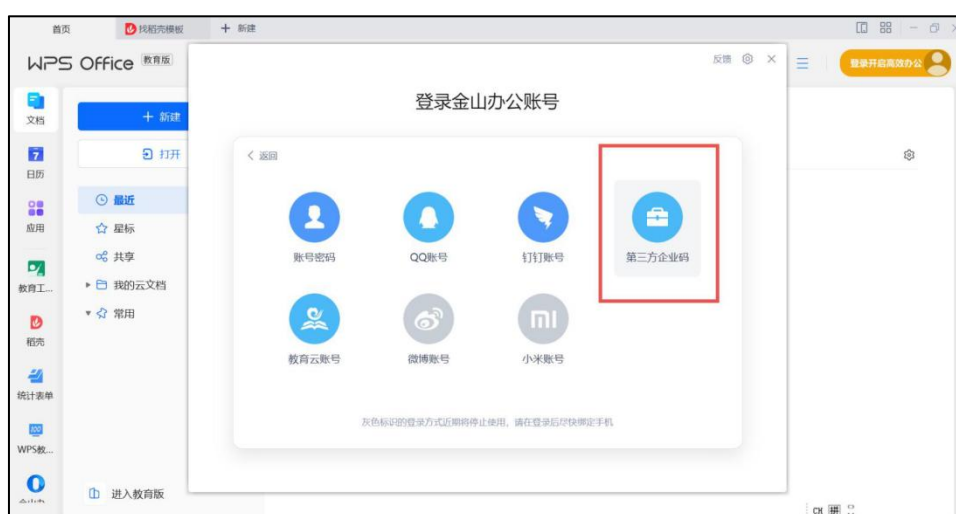 首页 找稻壳模板 + 新建
WPS Office 教育版
反馈
登录开启高效办公
登录金山办公账号
文档
+ 新建
打开
返回
7
日历
最近
应用
星标
账号密码 QQ账号 钉钉账号 第三方企业码
共享
教育工...
我的云文档
常用
稻壳
教育云账号 微博账号 小米账号
统计表单
灰色标识的登录方式近期将停止使用，请在登录后尽快绑定手机
WPS教...
进入教育版
CH 拼